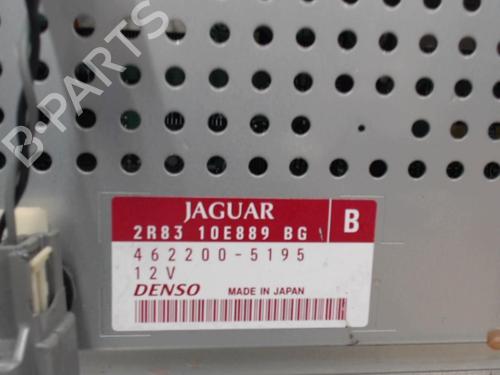 B-PARTS
JAGUAR
2R83 10E889 BG
B
462200-5195
12V
DENSO MADE IN JAPAN